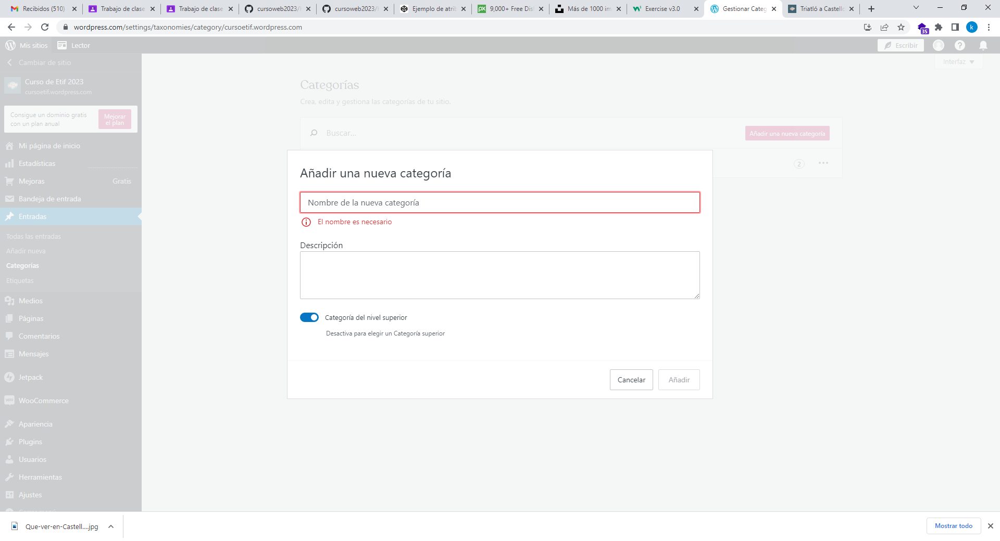 Recibidos (510)
Trabajo de clase
Trabajo de clase
cursoweb2023/
cursoweb2023/
Ejemplo de atrib
9,000+ Free Dis
Más de 1000 im
Exercise v3.0
Gestionar Categ
Triatló a Castell
wordpress.com/settings/taxonomies/category/cursoetif.wordpress.com
35
k
Mis sitios
Lector
Escribir
Cambiar de sitio
Interfaz
Curso de Etif 2023
cursoetif.wordpress.com
Consigue un dominio gratis
con un plan anual
Mejorar
el plan
Mi página de inicio
Estadísticas
Mejoras
Gratis
Bandeja de entrada
Entradas
Todas las entradas
Añadir nueva
Categorías
Etiquetas
Medios
Páginas
Comentarios
Mensajes
Jetpack
WooCommerce
Apariencia
Plugins
Usuarios
Herramientas
Ajustes
Categorías
Crea, edita y gestiona las categorías de tu sitio.
Buscar...
Añadir una nueva categoría
2
Añadir una nueva categoría
Nombre de la nueva categoría
El nombre es necesario
Descripción
Categoría del nivel superior
Desactiva para elegir un Categoría superior
Cancelar
Añadir
Que-ver-en-Castell....jpg
Mostrar todo